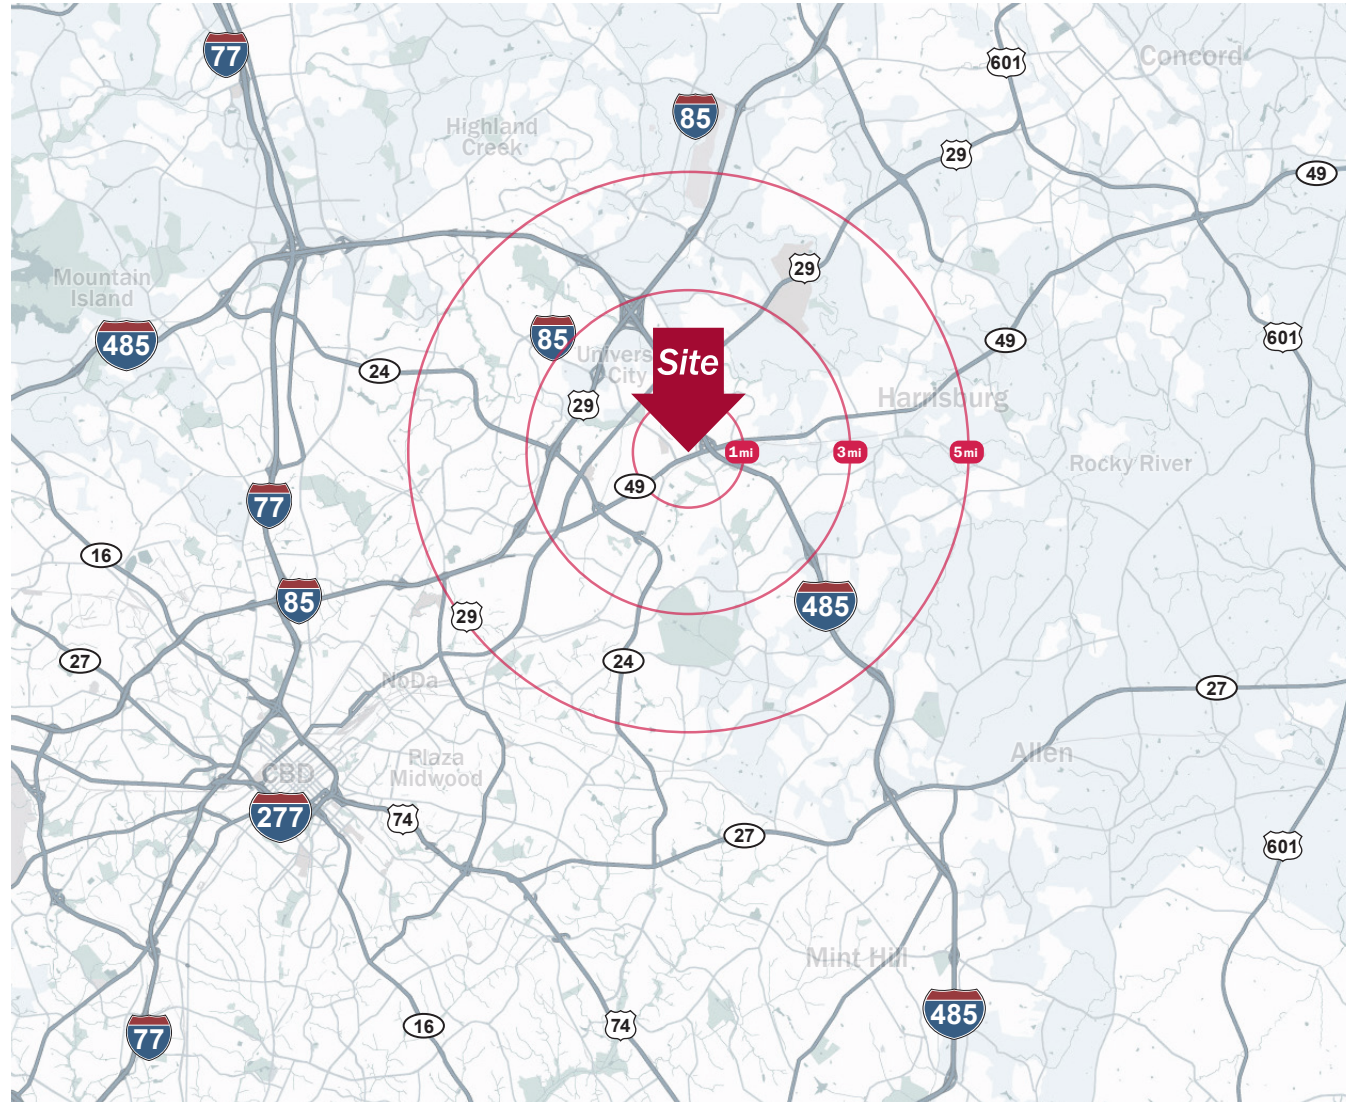 77
601
Concord
85
Highland
Creek
29
49
29
Mountain
Island
485
85
49
601
Site
Univers
City
24
29
Harrisburg
1mi
3mi
5mi
Rocky River
49
77
16
85
485
29
27
24
NoDa
27
Allen
Plaza
Midwood
CBD
277
74
27
601
Mint Hill
485
77
16
74